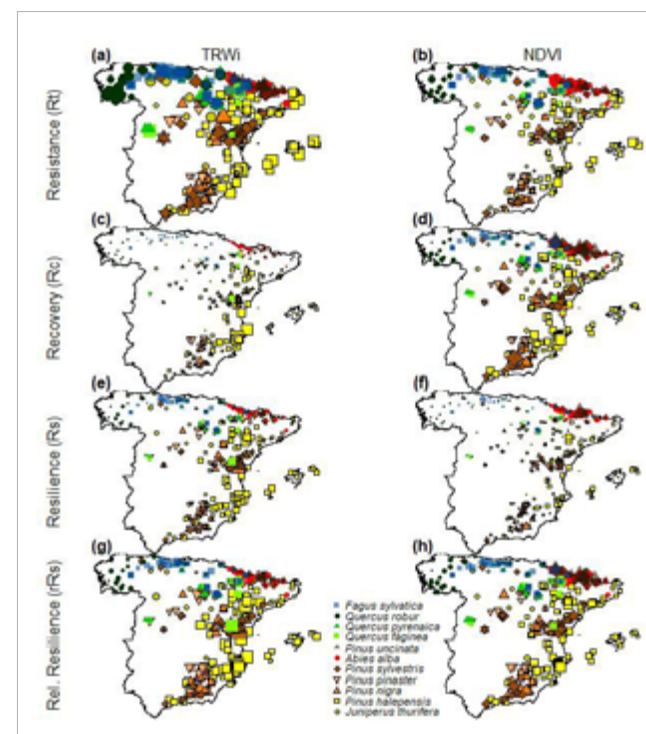 TRWi
NDVI
(a)
(b)
Resistance (Rt)
(c)
(d)
Recovery (Rc)
(e)
(f)
Resilience (Rs)
(g)
(h)
Rel. Resilience (rRs)
Fagus sylvatica
Quercus robur
Quercus pyrenaica
Quercus faginea
Pinus uncinata
Abies alba
Pinus sylvestris
Pinus pinaster
Pinus nigra
Pinus halepensis
Juniperus thurifera